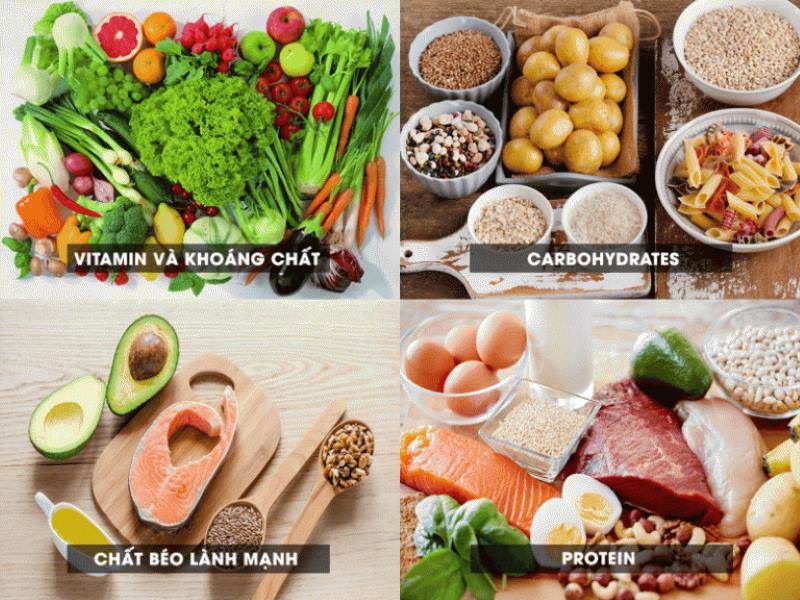 VITAMIN VÀ KHOÁNG CHẤT
CARBOHYDRATES
CHẤT BÉO LÀNH MẠNH
PROTEIN